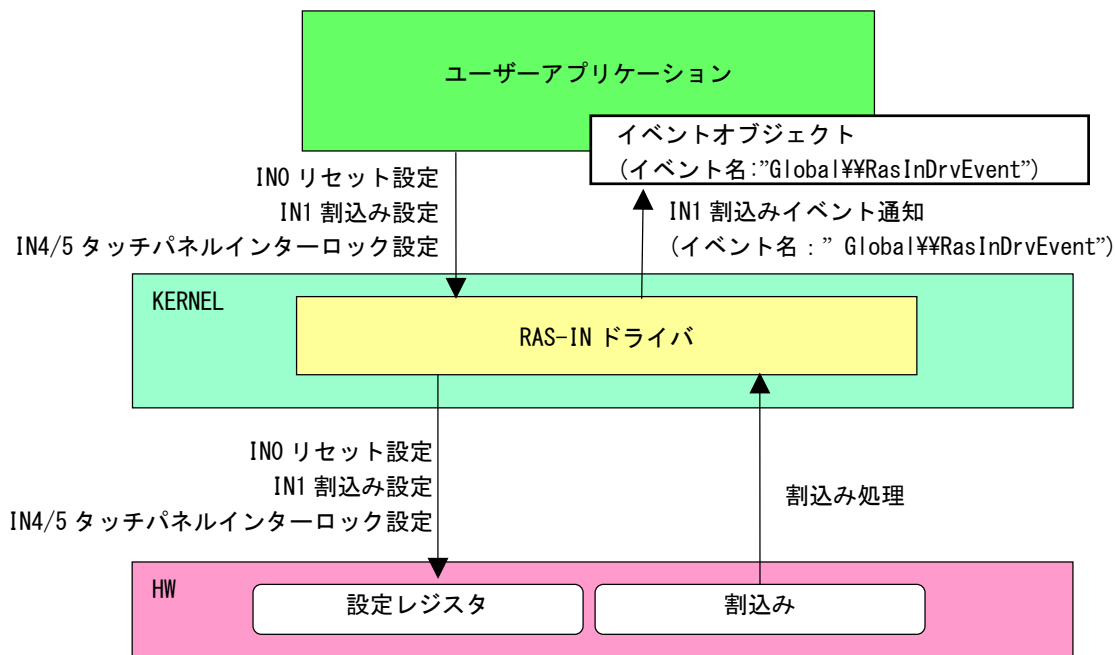 ユーザーアプリケーション
イベントオブジェクト
(イベント名:”Global¥¥RasInDrvEvent”)
IN0 リセット設定
IN1 割込み設定
IN4/5 タッチパネルインターロック設定
IN1 割込みイベント通知
(イベント名：” Global¥¥RasInDrvEvent”)
KERNEL
RAS-IN ドライバ
IN0 リセット設定
IN1 割込み設定
IN4/5 タッチパネルインターロック設定
割込み処理
HW
設定レジスタ
割込み